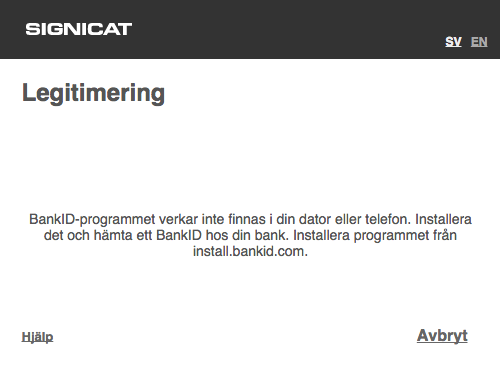 SIGNICAT
SV EN
Legitimering
BankID-programmet verkar inte finnas i din dator eller telefon. Installera
det och hämta ett BankID hos din bank. Installera programmet från
install.bankid.com.
Hjälp
Avbryt